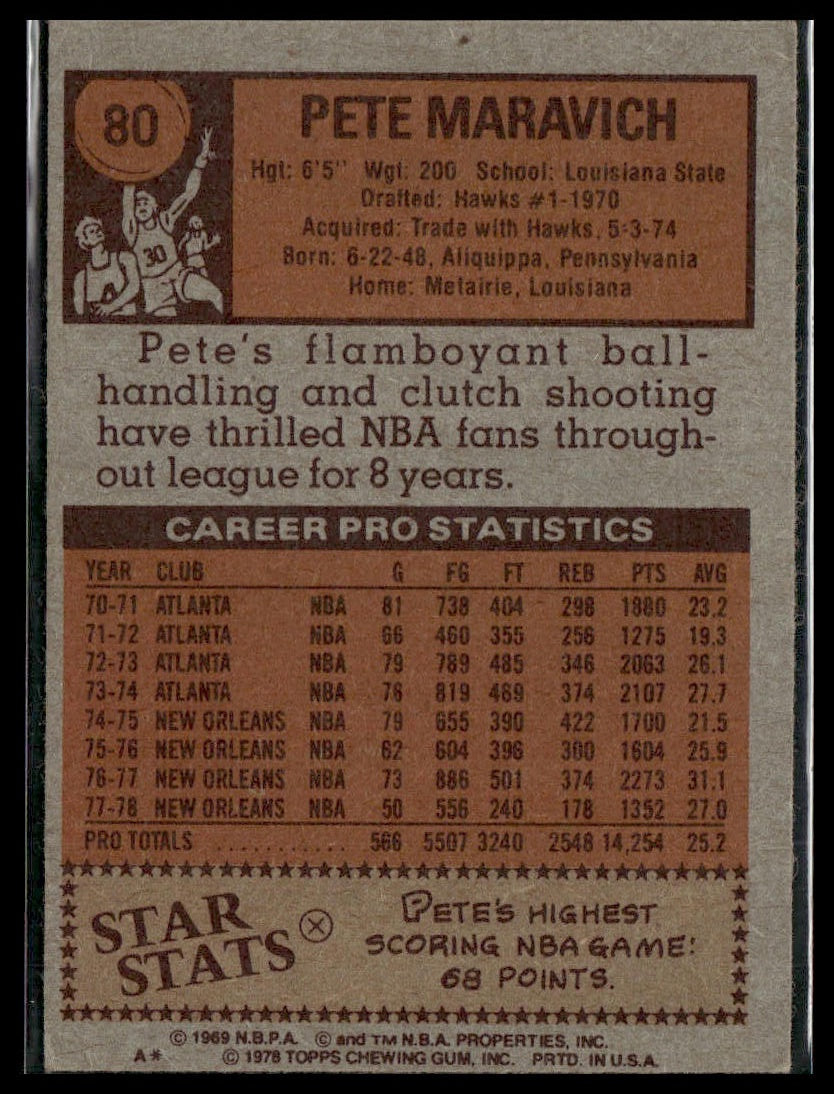 80
PETE MARAVICH
Hgt: 6'5" Wgt: 200 School: Louisiana State
Drafted: Hawks #1-1970
Acquired: Trade with Hawks, 5-3-74
Born: 6-22-48, Aliquippa, Pennsylvania
Home: Metairie, Louisiana
30
Pete's flamboyant ball-
handling and clutch shooting
have thrilled NBA fans through-
out league for 8 years.
CAREER PRO STATISTICS
YEAR CLUB G FG FT REB PTS AVG
70-71 ATLANTA NBA 81 738 404 298 1880 23.2
71-72 ATLANTA NBA 66 460 355 256 1275 19.3
72-73 ATLANTA NBA 79 789 485 346 2063 26.1
73-74 ATLANTA NBA 76 819 469 374 2107 27.7
74-75 NEW ORLEANS NBA 79 655 390 422 1700 21.5
75-76 NEW ORLEANS NBA 62 604 396 300 1604 25.9
76-77 NEW ORLEANS NBA 73 886 501 374 2273 31.1
77-78 NEW ORLEANS NBA 50 556 240 178 1352 27.0
PRO TOTALS . . . . . . . . . . . 566 5507 3240 2548 14,254 25.2
STAR
STATS
PETE'S HIGHEST
SCORING NBA GAME:
68 POINTS.
© 1969 N.B.P.A. © and TM N.B.A. PROPERTIES, INC.
A* © 1978 TOPPS CHEWING GUM, INC. PRTD. IN U.S.A.